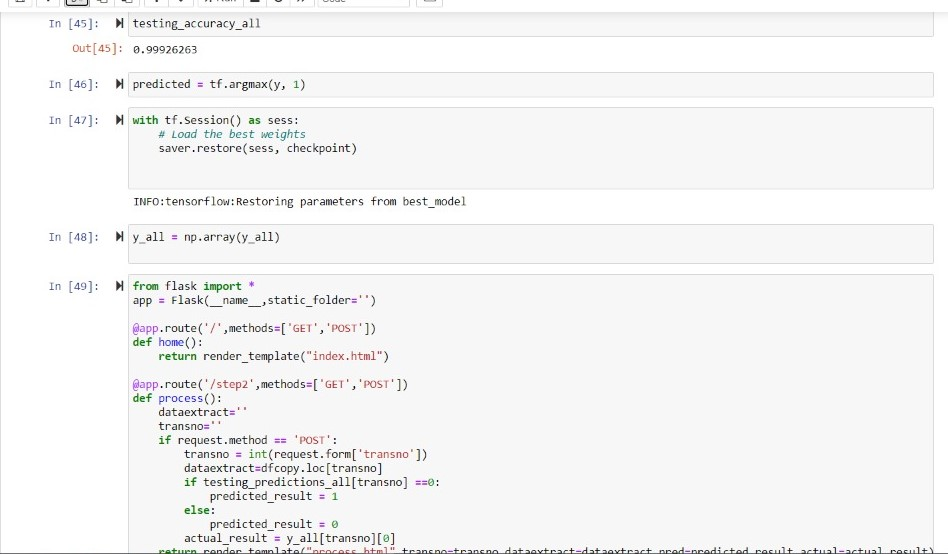 In [45]: testing_accuracy_all
Out[45]: 0.99926263
In [46]: predicted = tf.argmax(y, 1)
In [47]: with tf.Session() as sess:
# Load the best weights
saver.restore(sess, checkpoint)
INFO:tensorflow:Restoring parameters from best_model
In [48]: y_all = np.array(y_all)
In [49]: from flask import *
app = Flask(__name__,static_folder='')
@app.route('/',methods=['GET','POST'])
def home():
return render_template("index.html")
@app.route('/step2',methods=['GET','POST'])
def process():
dataextract=''
transno=''
if request.method == 'POST':
transno = int(request.form['transno'])
dataextract=dfcopy.loc[transno]
if testing_predictions_all[transno] ==0:
predicted_result = 1
else:
predicted_result = 0
actual_result = y_all[transno][0]
return render_template("process.html",transno=transno,dataextract=dataextract,pred=predicted_result,actual=actual_result)